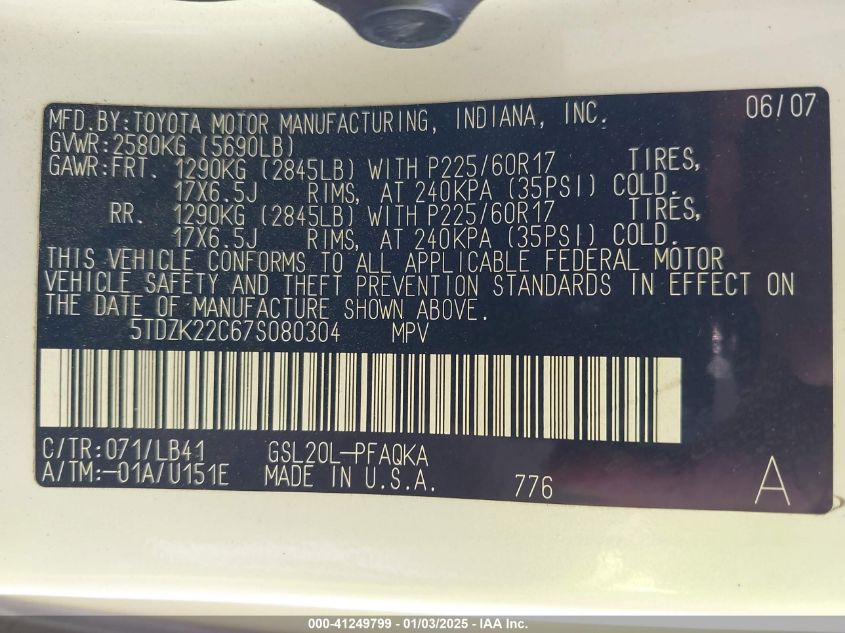 06/07
MFD.BY:TOYOTA MOTOR MANUFACTURING, INDIANA, INC.
GVWR:2580KG (5690LB)
GAWR:FRT. 1290KG (2845LB) WITH P225/60R17 TIRES,
17X6.5J RIMS, AT 240KPA (35PSI) COLD.
RR. 1290KG (2845LB) WITH P225/60R17 TIRES,
17X6.5J RIMS, AT 240KPA (35PSI) COLD.
THIS VEHICLE CONFORMS TO ALL APPLICABLE FEDERAL MOTOR
VEHICLE SAFETY AND THEFT PREVENTION STANDARDS IN EFFECT ON
THE DATE OF MANUFACTURE SHOWN ABOVE.
5TDZK22C67S080304 MPV
C/TR:071/LB41 GSL20L-PFAQKA
A/TM:-01A/U151E MADE IN U.S.A. 776 A
000-41249799 - 01/03/2025 - IAA Inc.